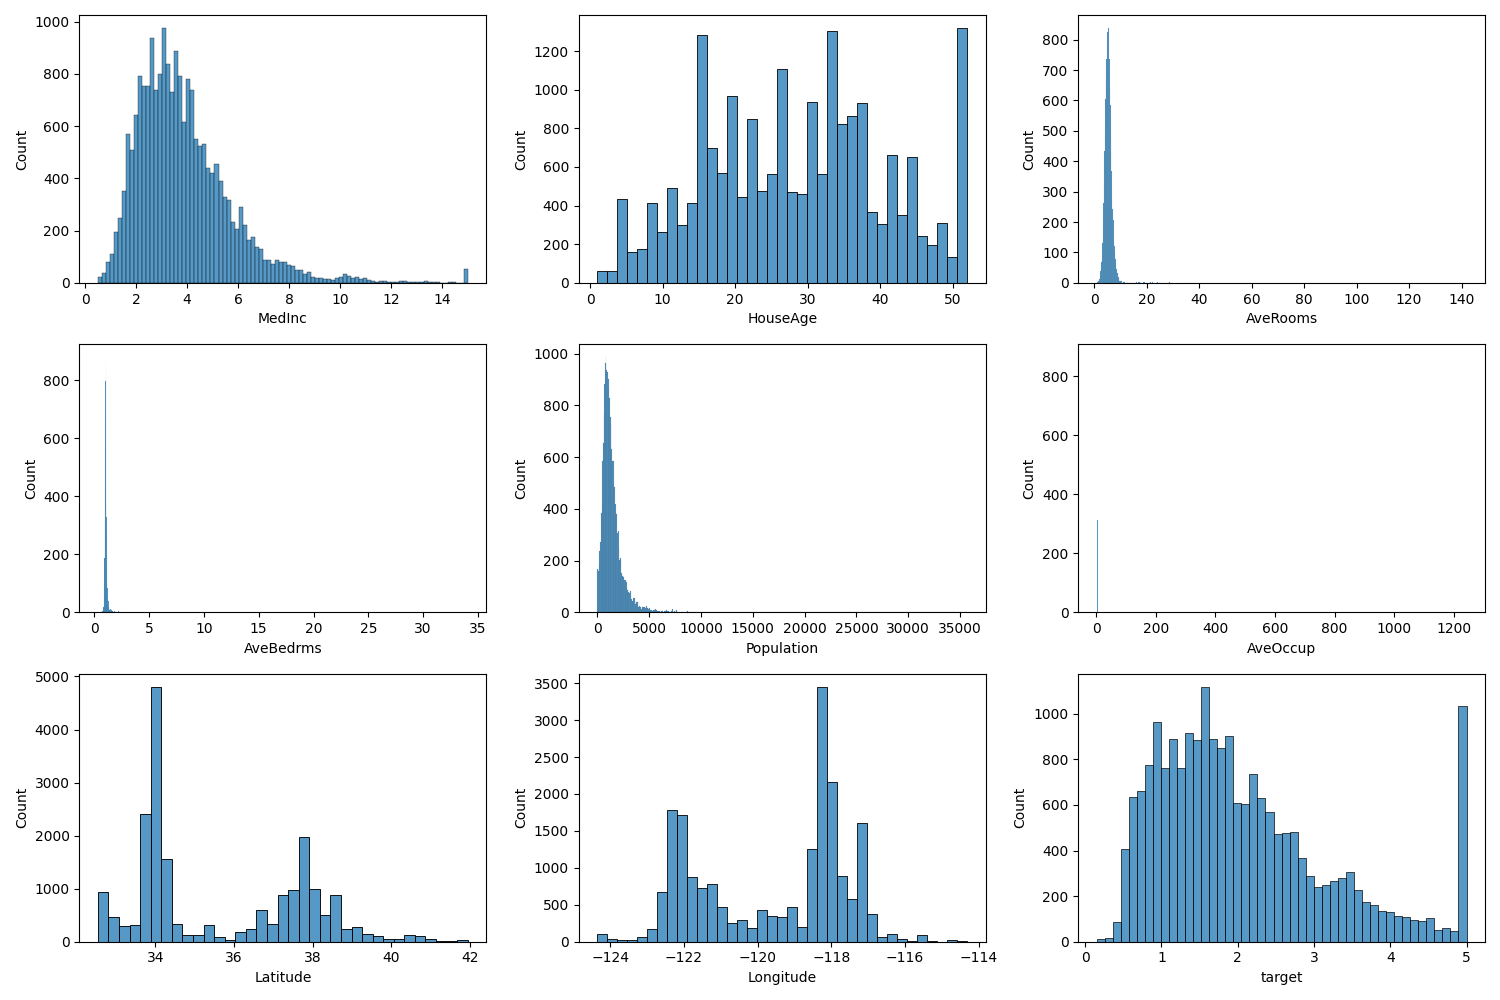 1000
800
600
400
200
0
Count
0 2 4 6 8 10 12 14
MedInc
1200
1000
800
600
400
200
0
Count
0 10 20 30 40 50
HouseAge
800
700
600
500
400
300
200
100
0
Count
0 20 40 60 80 100 120 140
AveRooms
800
600
400
200
0
Count
0 5 10 15 20 25 30 35
AveBedrms
1000
800
600
400
200
0
Count
0 5000 10000 15000 20000 25000 30000 35000
Population
800
600
400
200
0
Count
0 200 400 600 800 1000 1200
AveOccup
5000
4000
3000
2000
1000
0
Count
34 36 38 40 42
Latitude
3500
3000
2500
2000
1500
1000
500
0
Count
−124 −122 −120 −118 −116 −114
Longitude
1000
800
600
400
200
0
Count
0 1 2 3 4 5
target